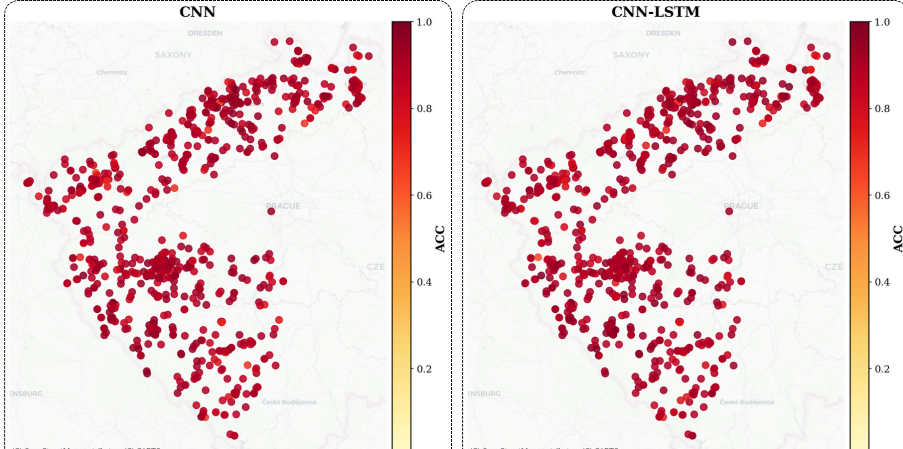 CNN
DRESDEN
SAXONY
Chemnitz
PRAGUE
CZE
ENSBURG
České Budějovice
1.0
0.8
0.6
0.4
0.2
ACC
CNN-LSTM
DRESDEN
SAXONY
Chemnitz
PRAGUE
CZE
ENSBURG
České Budějovice
1.0
0.8
0.6
0.4
0.2
ACC